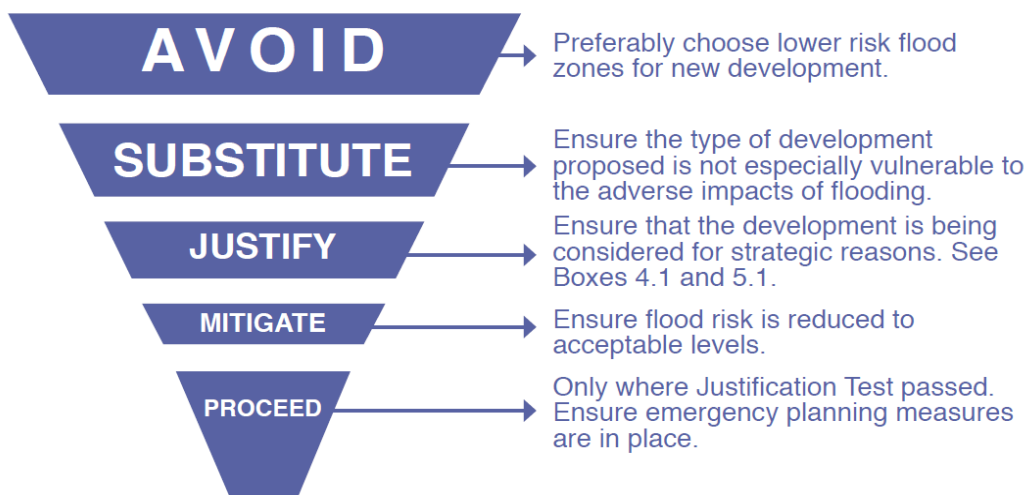 AVOID
Preferably choose lower risk flood
zones for new development.
SUBSTITUTE
Ensure the type of development
proposed is not especially vulnerable to
the adverse impacts of flooding.
JUSTIFY
Ensure that the development is being
considered for strategic reasons. See
Boxes 4.1 and 5.1.
MITIGATE
Ensure flood risk is reduced to
acceptable levels.
PROCEED
Only where Justification Test passed.
Ensure emergency planning measures
are in place.